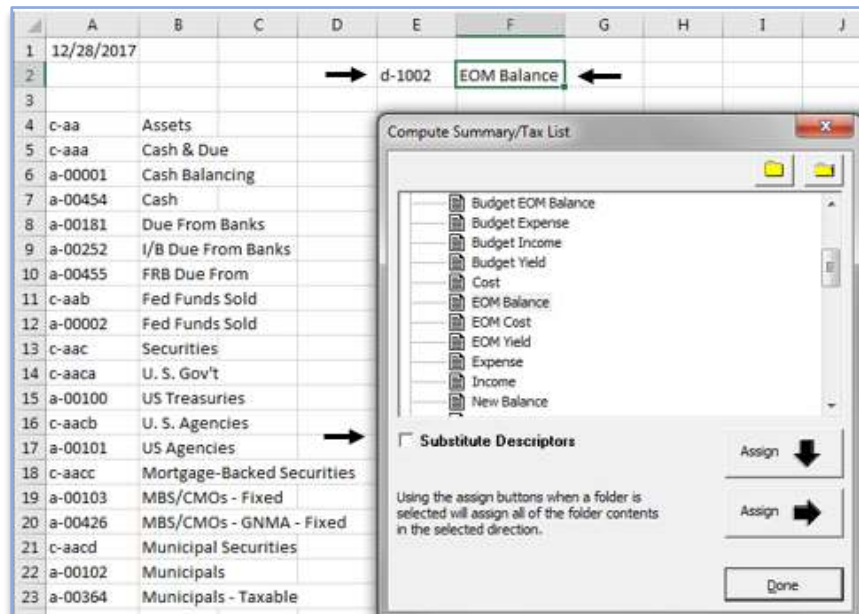 A B C D E F G H I J
1 12/28/2017
2 d-1002 EOM Balance
3
4 c-aa Assets
5 c-aaa Cash & Due
6 a-00001 Cash Balancing
7 a-00454 Cash
8 a-00181 Due From Banks
9 a-00252 I/B Due From Banks
10 a-00455 FRB Due From
11 c-aab Fed Funds Sold
12 a-00002 Fed Funds Sold
13 c-aac Securities
14 c-aaca U. S. Gov't
15 a-00100 US Treasuries
16 c-aacb U. S. Agencies
17 a-00101 US Agencies
18 c-aacc Mortgage-Backed Securities
19 a-00103 MBS/CMOs - Fixed
20 a-00426 MBS/CMOs - GNMA - Fixed
21 c-aacd Municipal Securities
22 a-00102 Municipals
23 a-00364 Municipals - Taxable
Compute Summary/Tax List
Budget EOM Balance
Budget Expense
Budget Income
Budget Yield
Cost
EOM Balance
EOM Cost
EOM Yield
Expense
Income
New Balance
Substitute Descriptors
Assign
Using the assign buttons when a folder is
selected will assign all of the folder contents
in the selected direction.
Assign
Done